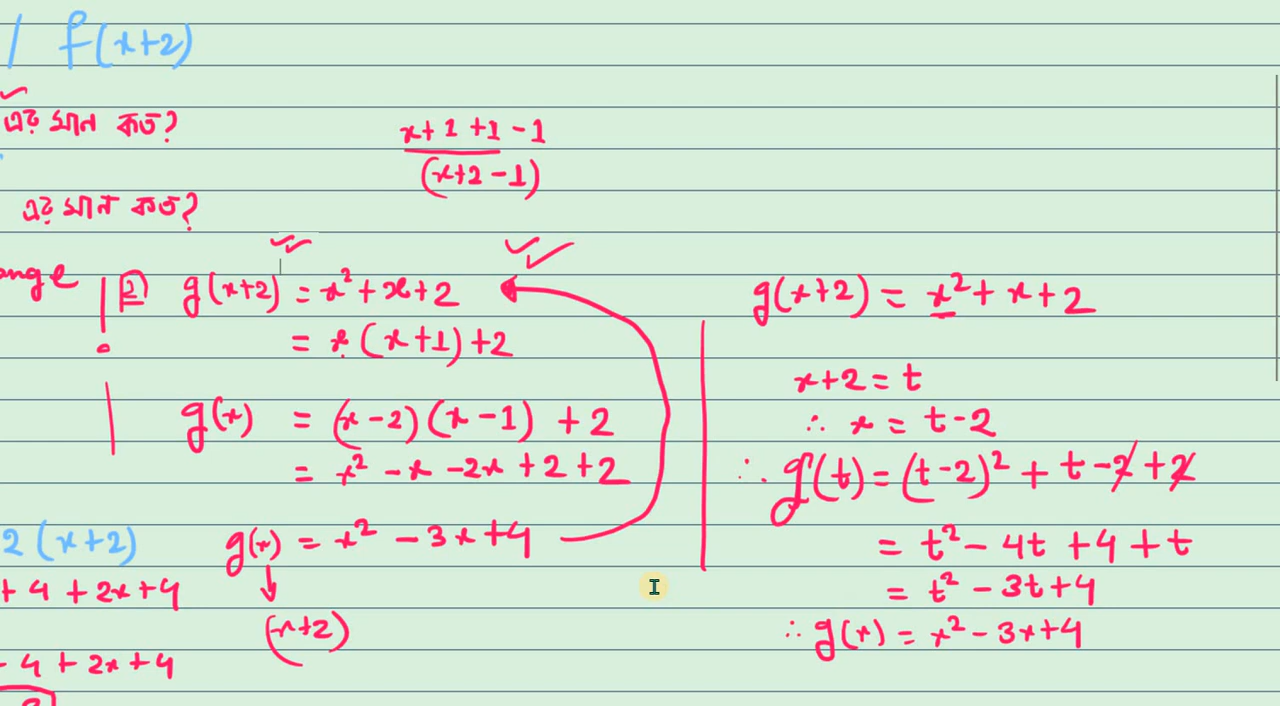 / f(x+2)
এর মান কত?
x+1+1-1
(x+2-1)
এর মান কত?
ange
2) g(x+2) = x²+x+2
= x(x+1)+2
g(x) = (x-2)(x-1)+2
= x²-x-2x+2+2
g(x) = x²-3x+4
(x+2)
2(x+2)
+4+2x+4
-4+2x+4
g(x+2) = x²+x+2
x+2=t
∴ x = t-2
∴ g(t) = (t-2)²+t-2+2
= t²-4t+4+t
= t²-3t+4
∴ g(x) = x²-3x+4